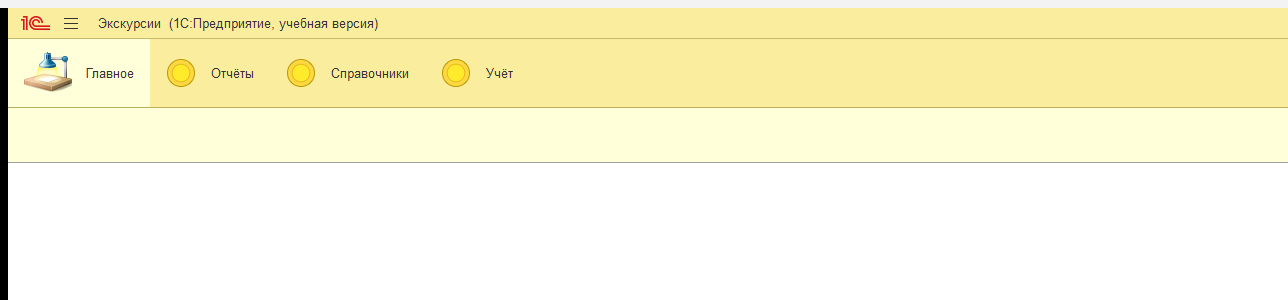 1С Экскурсии (1С:Предприятие, учебная версия)
Главное Отчёты Справочники Учёт